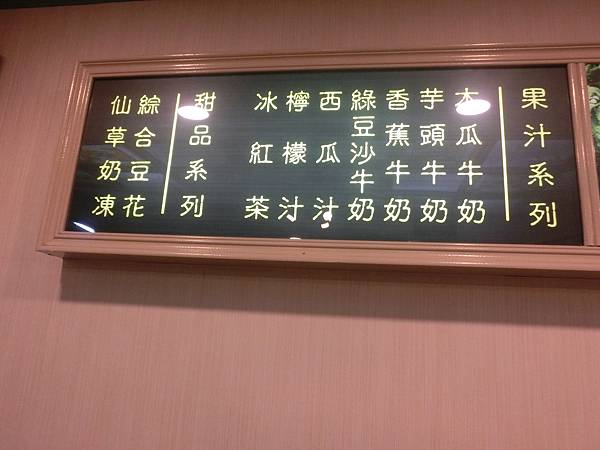 果汁系列
木瓜牛奶
芋頭牛奶
香蕉牛奶
綠豆沙牛奶
西瓜汁
檸檬汁
冰紅茶
甜品系列
綜合豆花
仙草奶凍